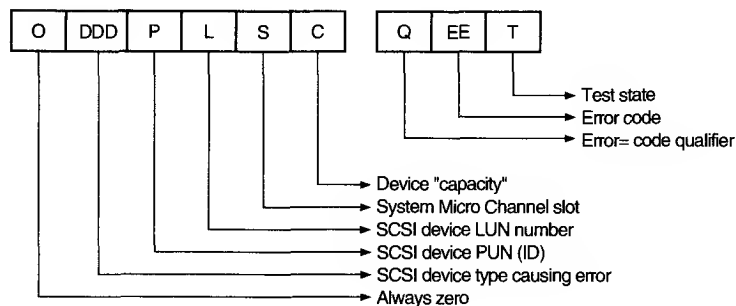 O DDD P L S C Q EE T
Test state
Error code
Error= code qualifier
Device "capacity"
System Micro Channel slot
SCSI device LUN number
SCSI device PUN (ID)
SCSI device type causing error
Always zero